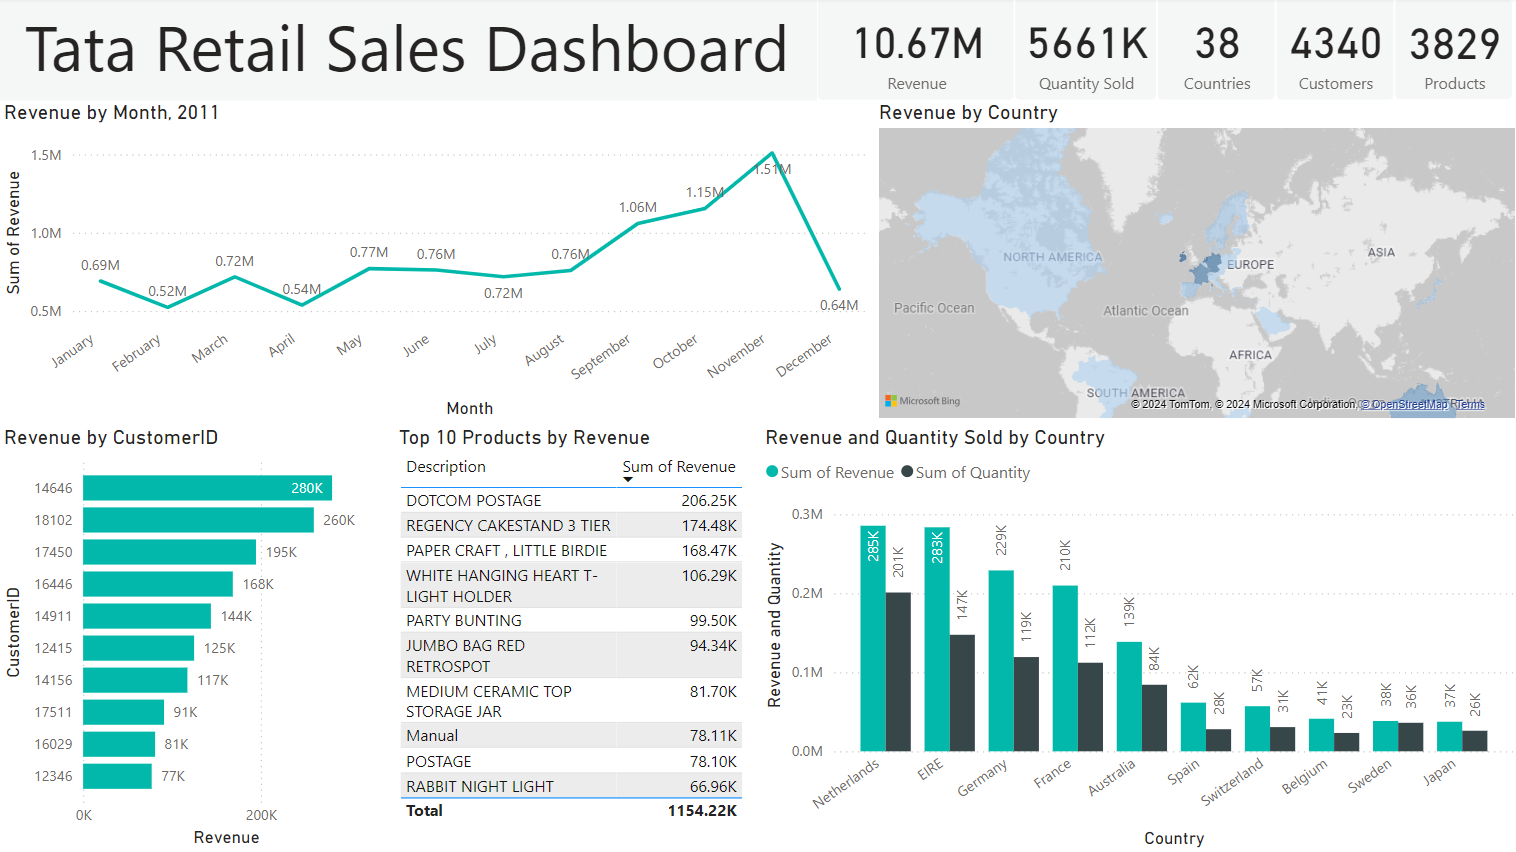 Tata Retail Sales Dashboard
10.67M
Revenue
5661K
Quantity Sold
38
Countries
4340
Customers
3829
Products
Revenue by Month, 2011
Sum of Revenue
1.5M
1.0M
0.5M
0.69M
0.52M
0.72M
0.54M
0.77M
0.76M
0.72M
0.76M
1.06M
1.15M
1.51M
0.64M
January
February
March
April
May
June
July
August
September
October
November
December
Month
Revenue by Country
NORTH AMERICA
EUROPE
ASIA
Pacific Ocean
Atlantic Ocean
AFRICA
SOUTH AMERICA
Microsoft Bing
© 2024 TomTom, © 2024 Microsoft Corporation, © OpenStreetMap Terms
Revenue by CustomerID
CustomerID
14646 280K
18102 260K
17450 195K
16446 168K
14911 144K
12415 125K
14156 117K
17511 91K
16029 81K
12346 77K
0K 200K
Revenue
Top 10 Products by Revenue
Description Sum of Revenue
DOTCOM POSTAGE 206.25K
REGENCY CAKESTAND 3 TIER 174.48K
PAPER CRAFT , LITTLE BIRDIE 168.47K
WHITE HANGING HEART T- 106.29K
LIGHT HOLDER
PARTY BUNTING 99.50K
JUMBO BAG RED 94.34K
RETROSPOT
MEDIUM CERAMIC TOP 81.70K
STORAGE JAR
Manual 78.11K
POSTAGE 78.10K
RABBIT NIGHT LIGHT 66.96K
Total 1154.22K
Revenue and Quantity Sold by Country
Sum of Revenue Sum of Quantity
Revenue and Quantity
0.3M
0.2M
0.1M
0.0M
285K
201K
283K
147K
229K
119K
210K
112K
139K
84K
62K
28K
57K
31K
41K
23K
38K
36K
37K
26K
Netherlands
EIRE
Germany
France
Australia
Spain
Switzerland
Belgium
Sweden
Japan
Country